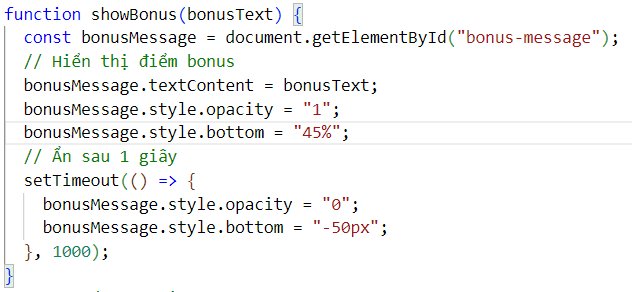 function showBonus(bonusText) {
const bonusMessage = document.getElementById("bonus-message");
// Hiển thị điểm bonus
bonusMessage.textContent = bonusText;
bonusMessage.style.opacity = "1";
bonusMessage.style.bottom = "45%";
// Ẩn sau 1 giây
setTimeout(() => {
bonusMessage.style.opacity = "0";
bonusMessage.style.bottom = "-50px";
}, 1000);
}